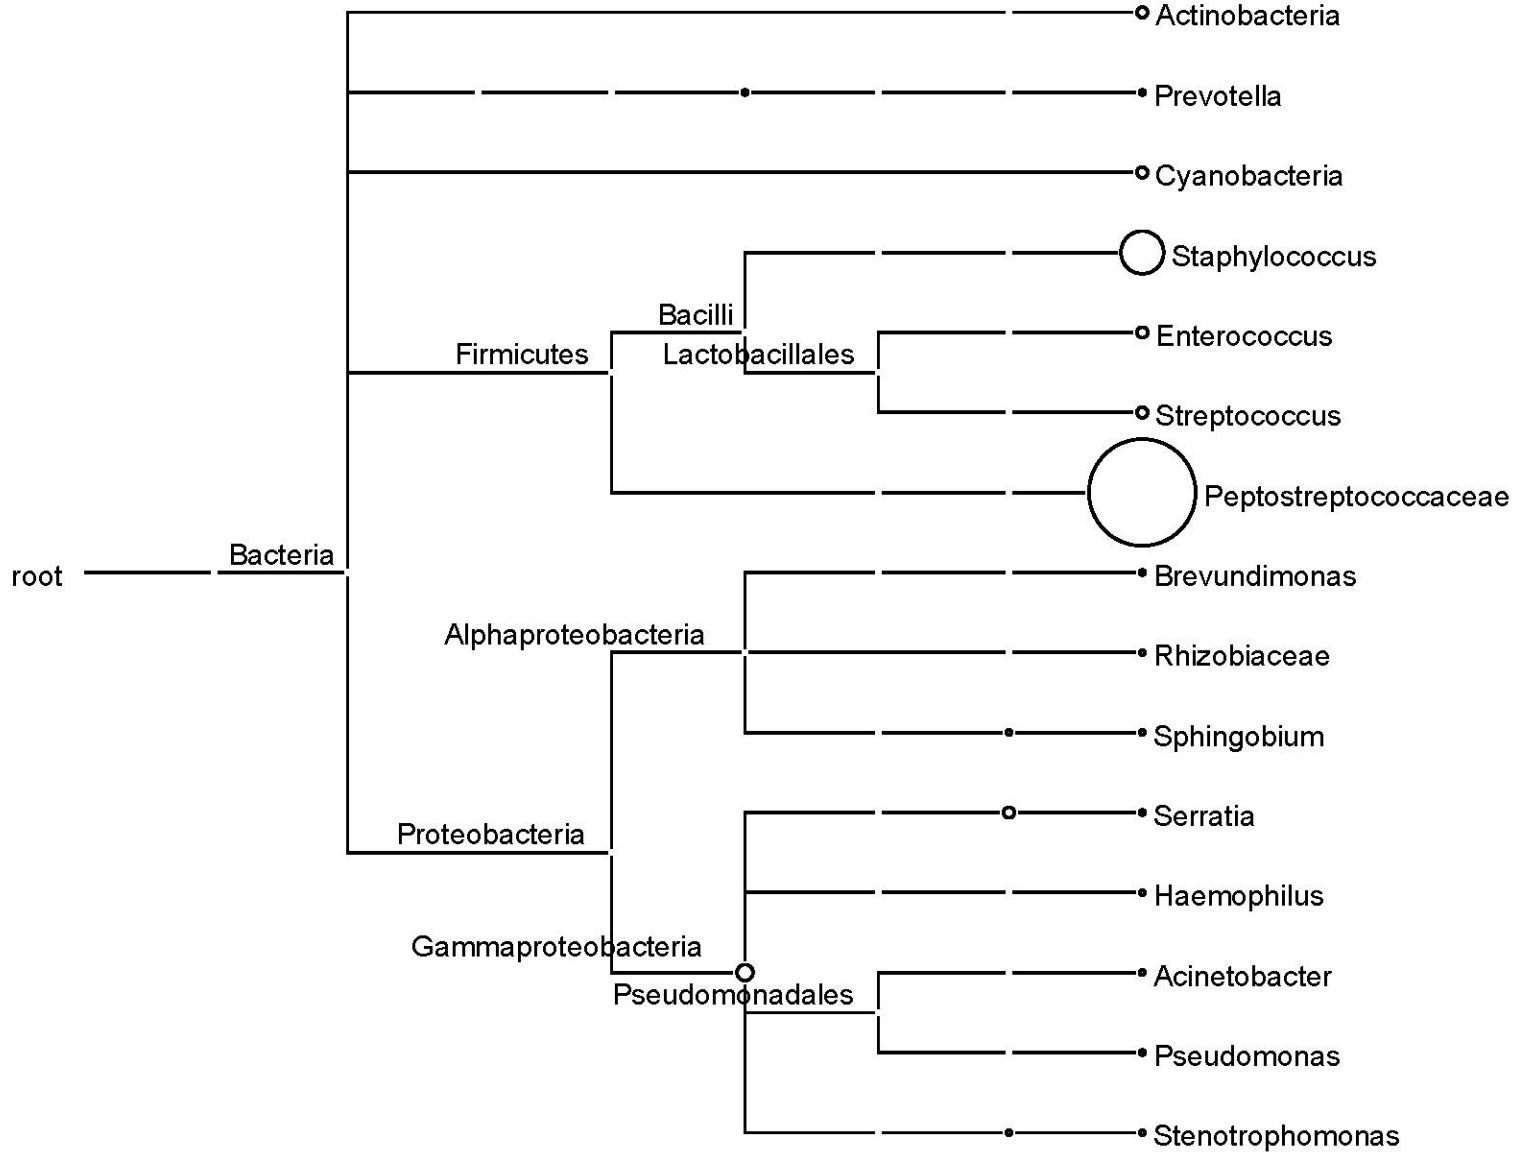 Actinobacteria
Prevotella
Cyanobacteria
Staphylococcus
Bacilli
Enterococcus
Firmicutes
Lactobacillales
Streptococcus
Peptostreptococcaceae
Bacteria
root
Brevundimonas
Alphaproteobacteria
Rhizobiaceae
Sphingobium
Serratia
Proteobacteria
Haemophilus
Gammaproteobacteria
Acinetobacter
Pseudomonadales
Pseudomonas
Stenotrophomonas